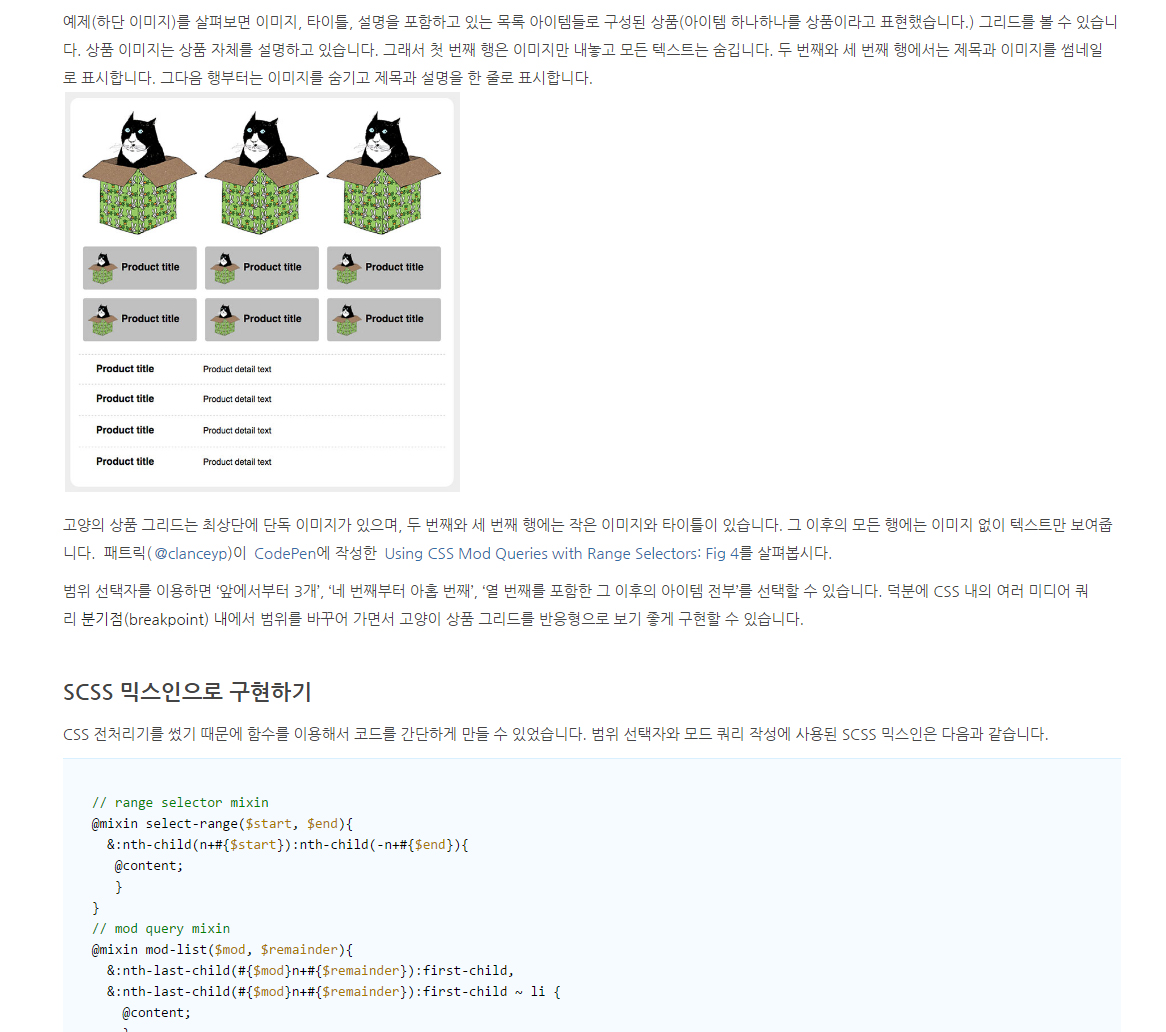 예제(하단 이미지)를 살펴보면 이미지, 타이틀, 설명을 포함하고 있는 목록 아이템들로 구성된 상품(아이템 하나하나를 상품이라고 표현했습니다.) 그리드를 볼 수 있습니
다. 상품 이미지는 상품 자체를 설명하고 있습니다. 그래서 첫 번째 행은 이미지만 내놓고 모든 텍스트는 숨깁니다. 두 번째와 세 번째 행에서는 제목과 이미지를 썸네일
로 표시합니다. 그다음 행부터는 이미지를 숨기고 제목과 설명을 한 줄로 표시합니다.
Product title Product title Product title
Product title Product title Product title
Product title Product detail text
Product title Product detail text
Product title Product detail text
Product title Product detail text
고양의 상품 그리드는 최상단에 단독 이미지가 있으며, 두 번째와 세 번째 행에는 작은 이미지와 타이틀이 있습니다. 그 이후의 모든 행에는 이미지 없이 텍스트만 보여줍
니다. 패트릭( @clanceyp)이 CodePen에 작성한 Using CSS Mod Queries with Range Selectors: Fig 4를 살펴봅시다.
범위 선택자를 이용하면 ‘앞에서부터 3개’, ‘네 번째부터 아홉 번째’, ‘열 번째를 포함한 그 이후의 아이템 전부’를 선택할 수 있습니다. 덕분에 CSS 내의 여러 미디어 쿼
리 분기점(breakpoint) 내에서 범위를 바꾸어 가면서 고양이 상품 그리드를 반응형으로 보기 좋게 구현할 수 있습니다.
SCSS 믹스인으로 구현하기
CSS 전처리기를 썼기 때문에 함수를 이용해서 코드를 간단하게 만들 수 있었습니다. 범위 선택자와 모드 쿼리 작성에 사용된 SCSS 믹스인은 다음과 같습니다.
// range selector mixin
@mixin select-range($start, $end){
&:nth-child(n+#{$start}):nth-child(-n+#{$end}){
@content;
}
}
// mod query mixin
@mixin mod-list($mod, $remainder){
&:nth-last-child(#{$mod}n+#{$remainder}):first-child,
&:nth-last-child(#{$mod}n+#{$remainder}):first-child ~ li {
@content;